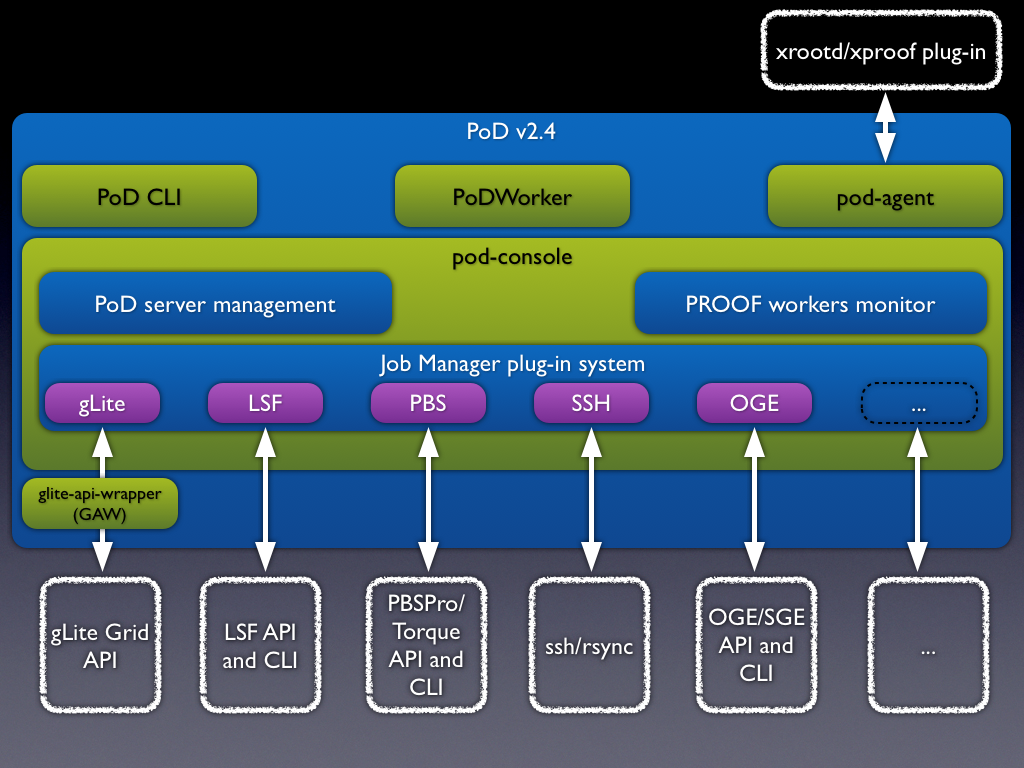 xrootd/xproof plug-in
PoD v2.4
PoD CLI
PoDWorker
pod-agent
pod-console
PoD server management
PROOF workers monitor
Job Manager plug-in system
gLite
LSF
PBS
SSH
OGE
...
glite-api-wrapper
(GAW)
gLite Grid
API
LSF API
and CLI
PBSPro/
Torque
API and
CLI
ssh/rsync
OGE/SGE
API and
CLI
...